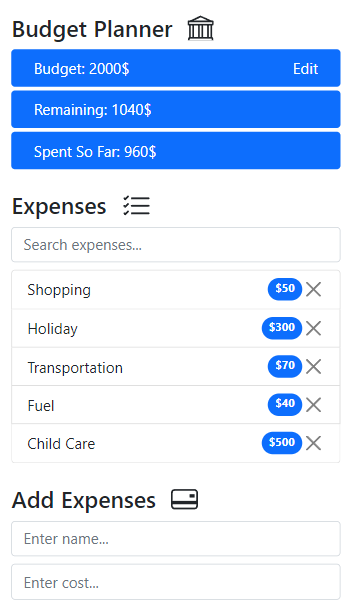 Budget Planner
Budget: 2000$ Edit
Remaining: 1040$
Spent So Far: 960$
Expenses
Search expenses...
Shopping $50
Holiday $300
Transportation $70
Fuel $40
Child Care $500
Add Expenses
Enter name...
Enter cost...